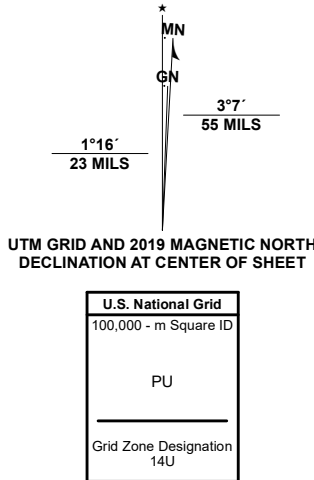 ★
MN
GN
3°7´
55 MILS
1°16´
23 MILS
UTM GRID AND 2019 MAGNETIC NORTH
DECLINATION AT CENTER OF SHEET
U.S. National Grid
100,000 - m Square ID
PU
Grid Zone Designation
14U